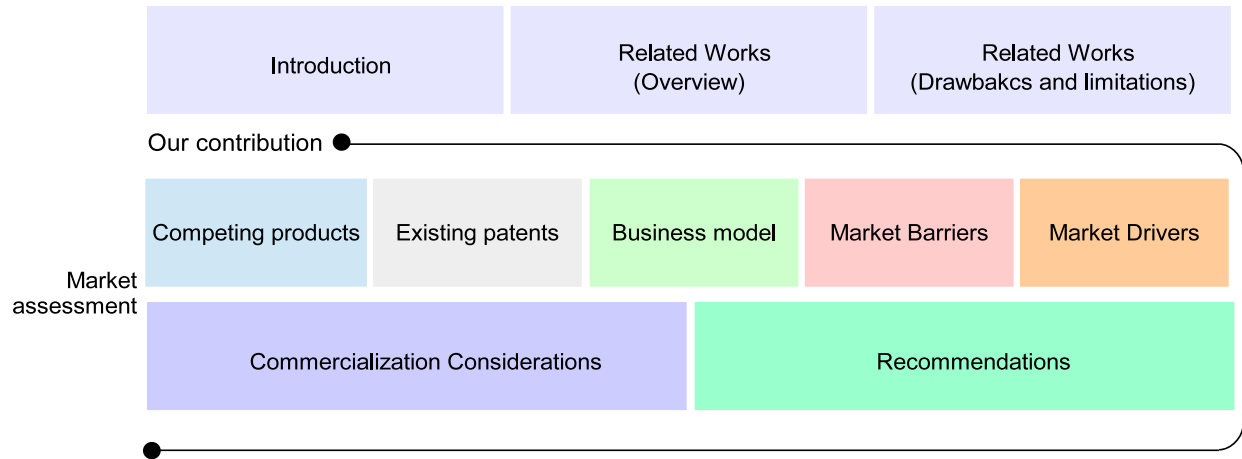 Introduction
Related Works
(Overview)
Related Works
(Drawbakcs and limitations)
Our contribution
Competing products
Existing patents
Business model
Market Barriers
Market Drivers
Market
assessment
Commercialization Considerations
Recommendations